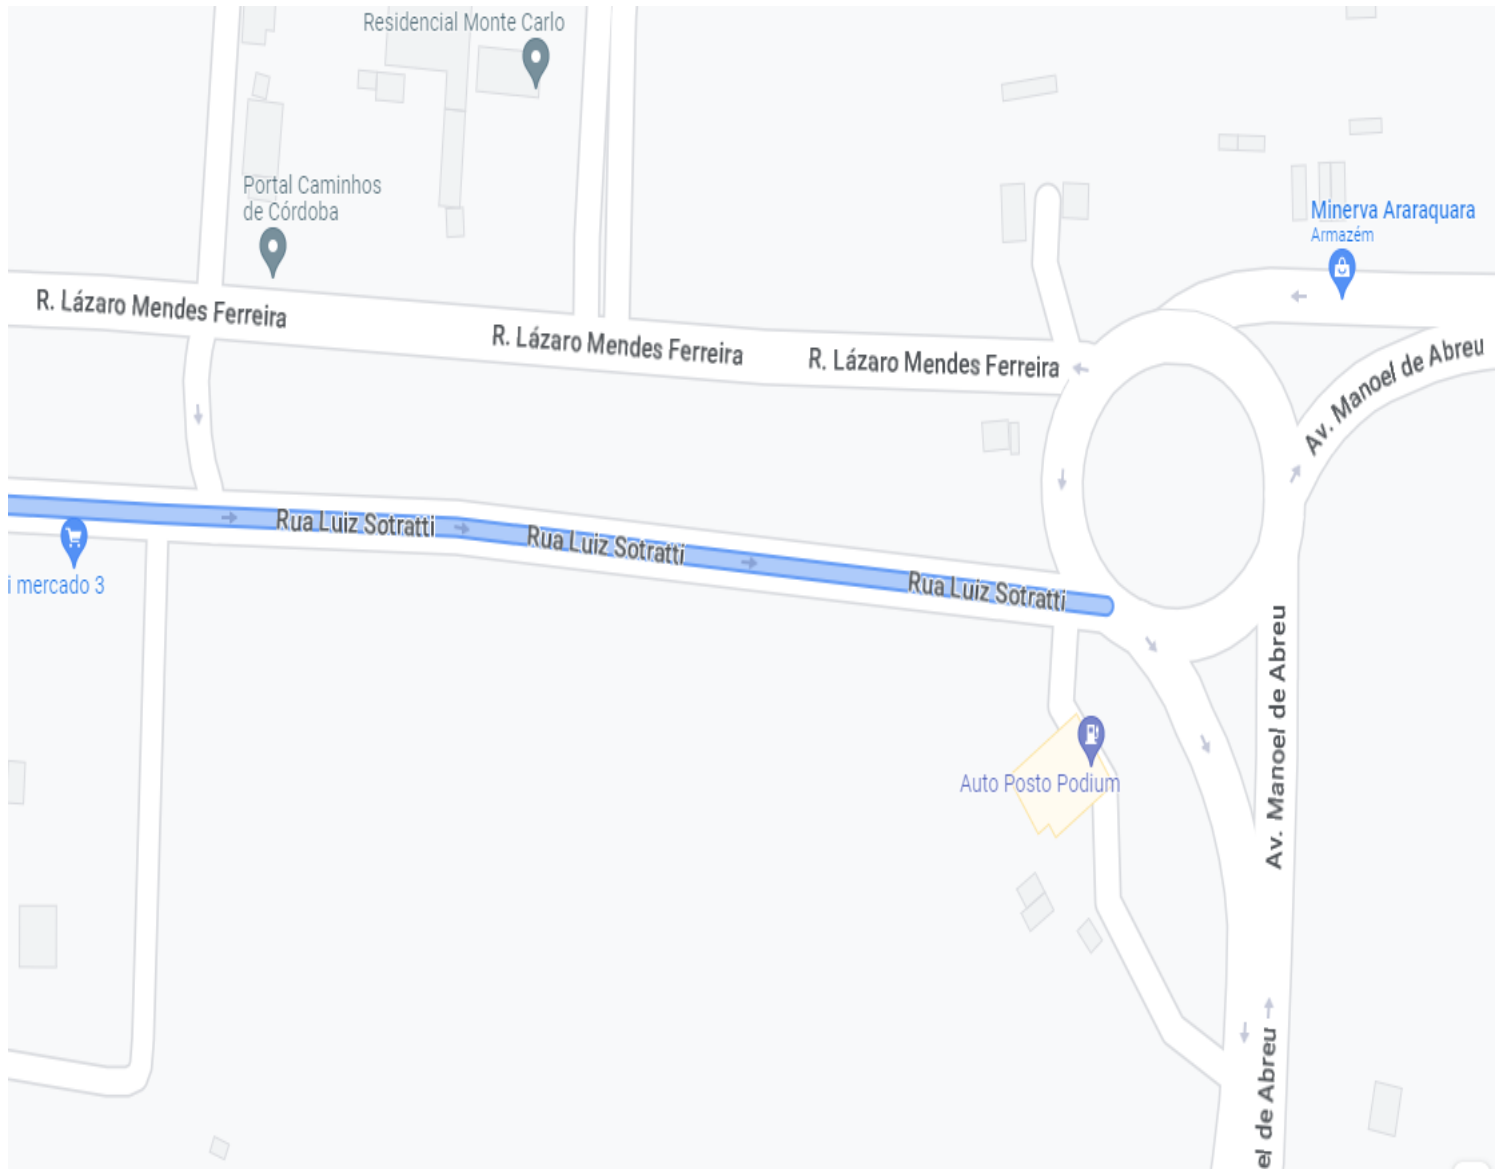 Residencial Monte Carlo
Portal Caminhos
de Córdoba
Minerva Araraquara
Armazém
R. Lázaro Mendes Ferreira
R. Lázaro Mendes Ferreira
R. Lázaro Mendes Ferreira
Av. Manoel de Abreu
Rua Luiz Sotratti
Rua Luiz Sotratti
Rua Luiz Sotratti
i mercado 3
Av. Manoel de Abreu
Auto Posto Podium
el de Abreu